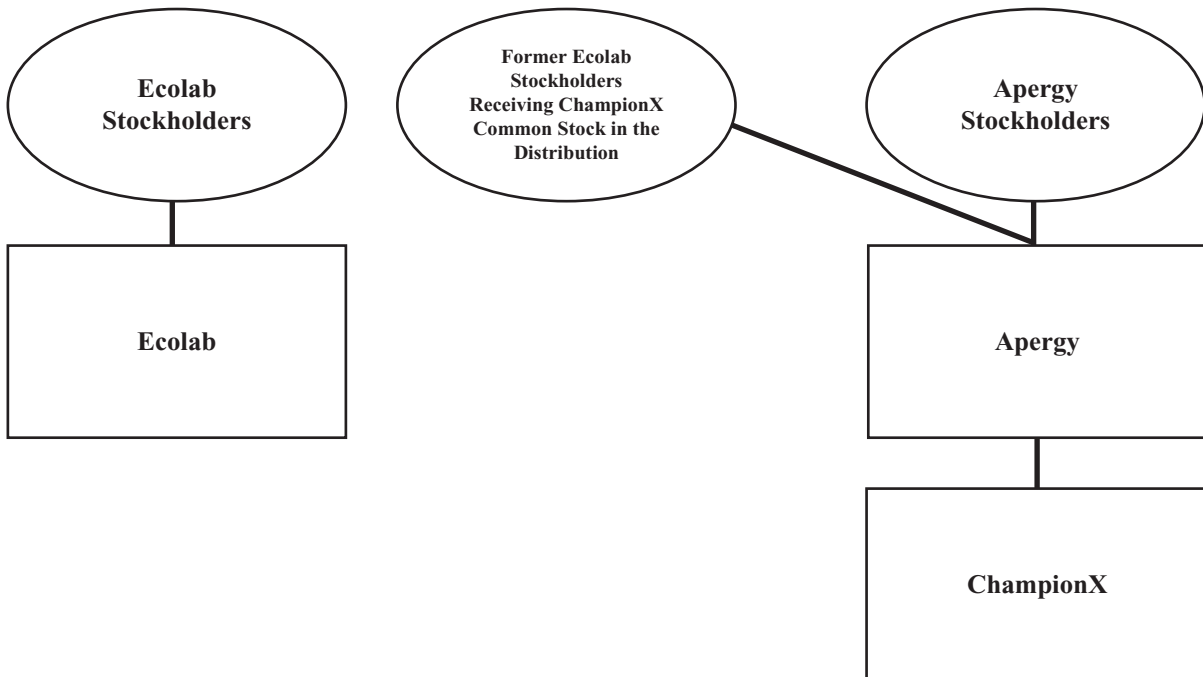 Ecolab
Stockholders
Former Ecolab
Stockholders
Receiving ChampionX
Common Stock in the
Distribution
Apergy
Stockholders
Ecolab
Apergy
ChampionX